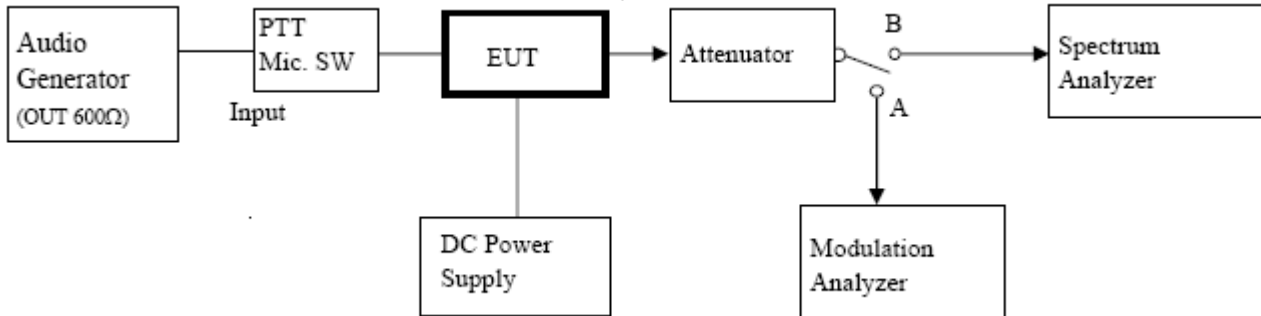 Audio
Generator
(OUT 600Ω)
PTT
Mic. SW
Input
EUT
Attenuator
B
A
Spectrum
Analyzer
DC Power
Supply
Modulation
Analyzer